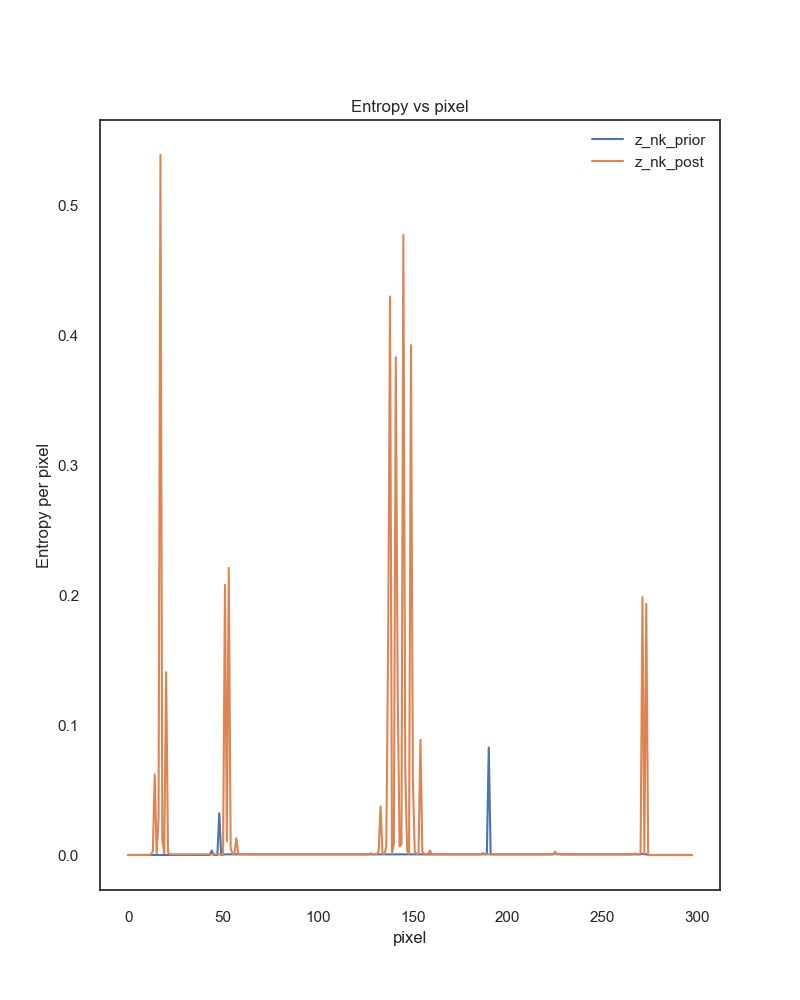 Entropy vs pixel
z_nk_prior
z_nk_post
Entropy per pixel
0.5
0.4
0.3
0.2
0.1
0.0
0 50 100 150 200 250 300
pixel